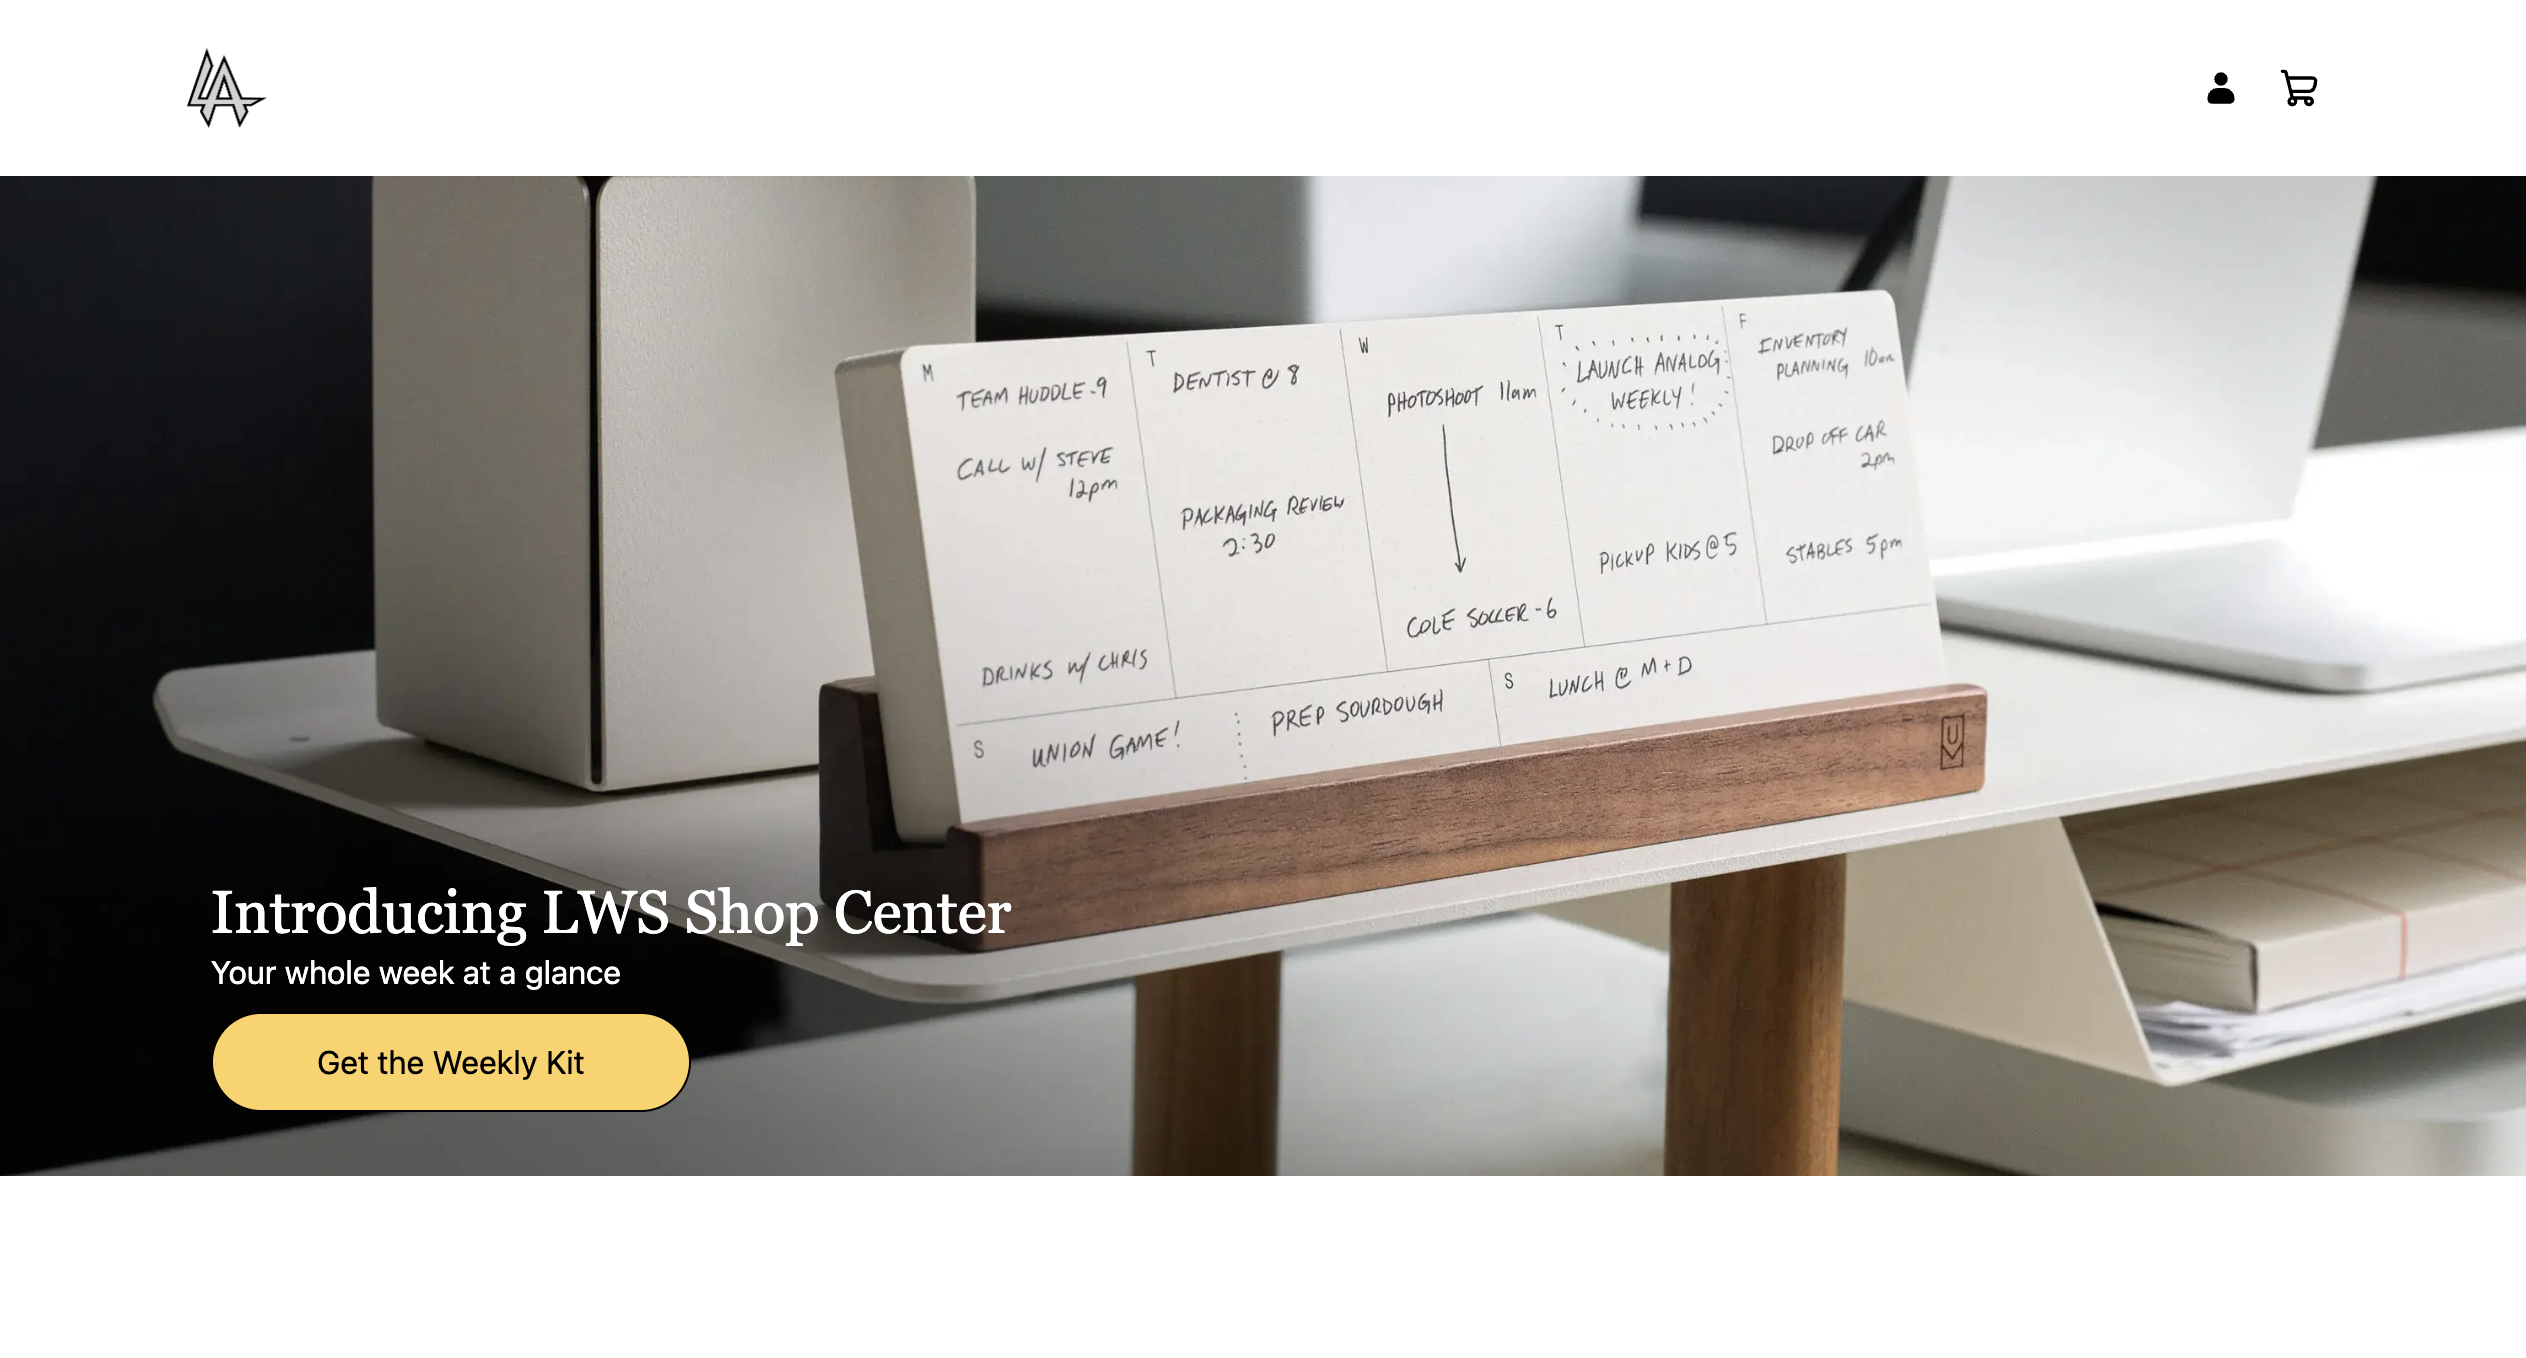 M
TEAM HUDDLE -9
CALL W/ STEVE
12pm
DRINKS w/ CHRIS
T
DENTIST @ 8
PACKAGING REVIEW
2:30
W
PHOTOSHOOT 11am
COLE SOCCER - 6
T
LAUNCH ANALOG
WEEKLY!
PICKUP KIDS @ 5
F
INVENTORY
PLANNING 10am
DROP OFF CAR
2pm
STABLES 5pm
S
UNION GAME!
PREP SOURDOUGH
S
LUNCH @ M + D
Introducing LWS Shop Center
Your whole week at a glance
Get the Weekly Kit